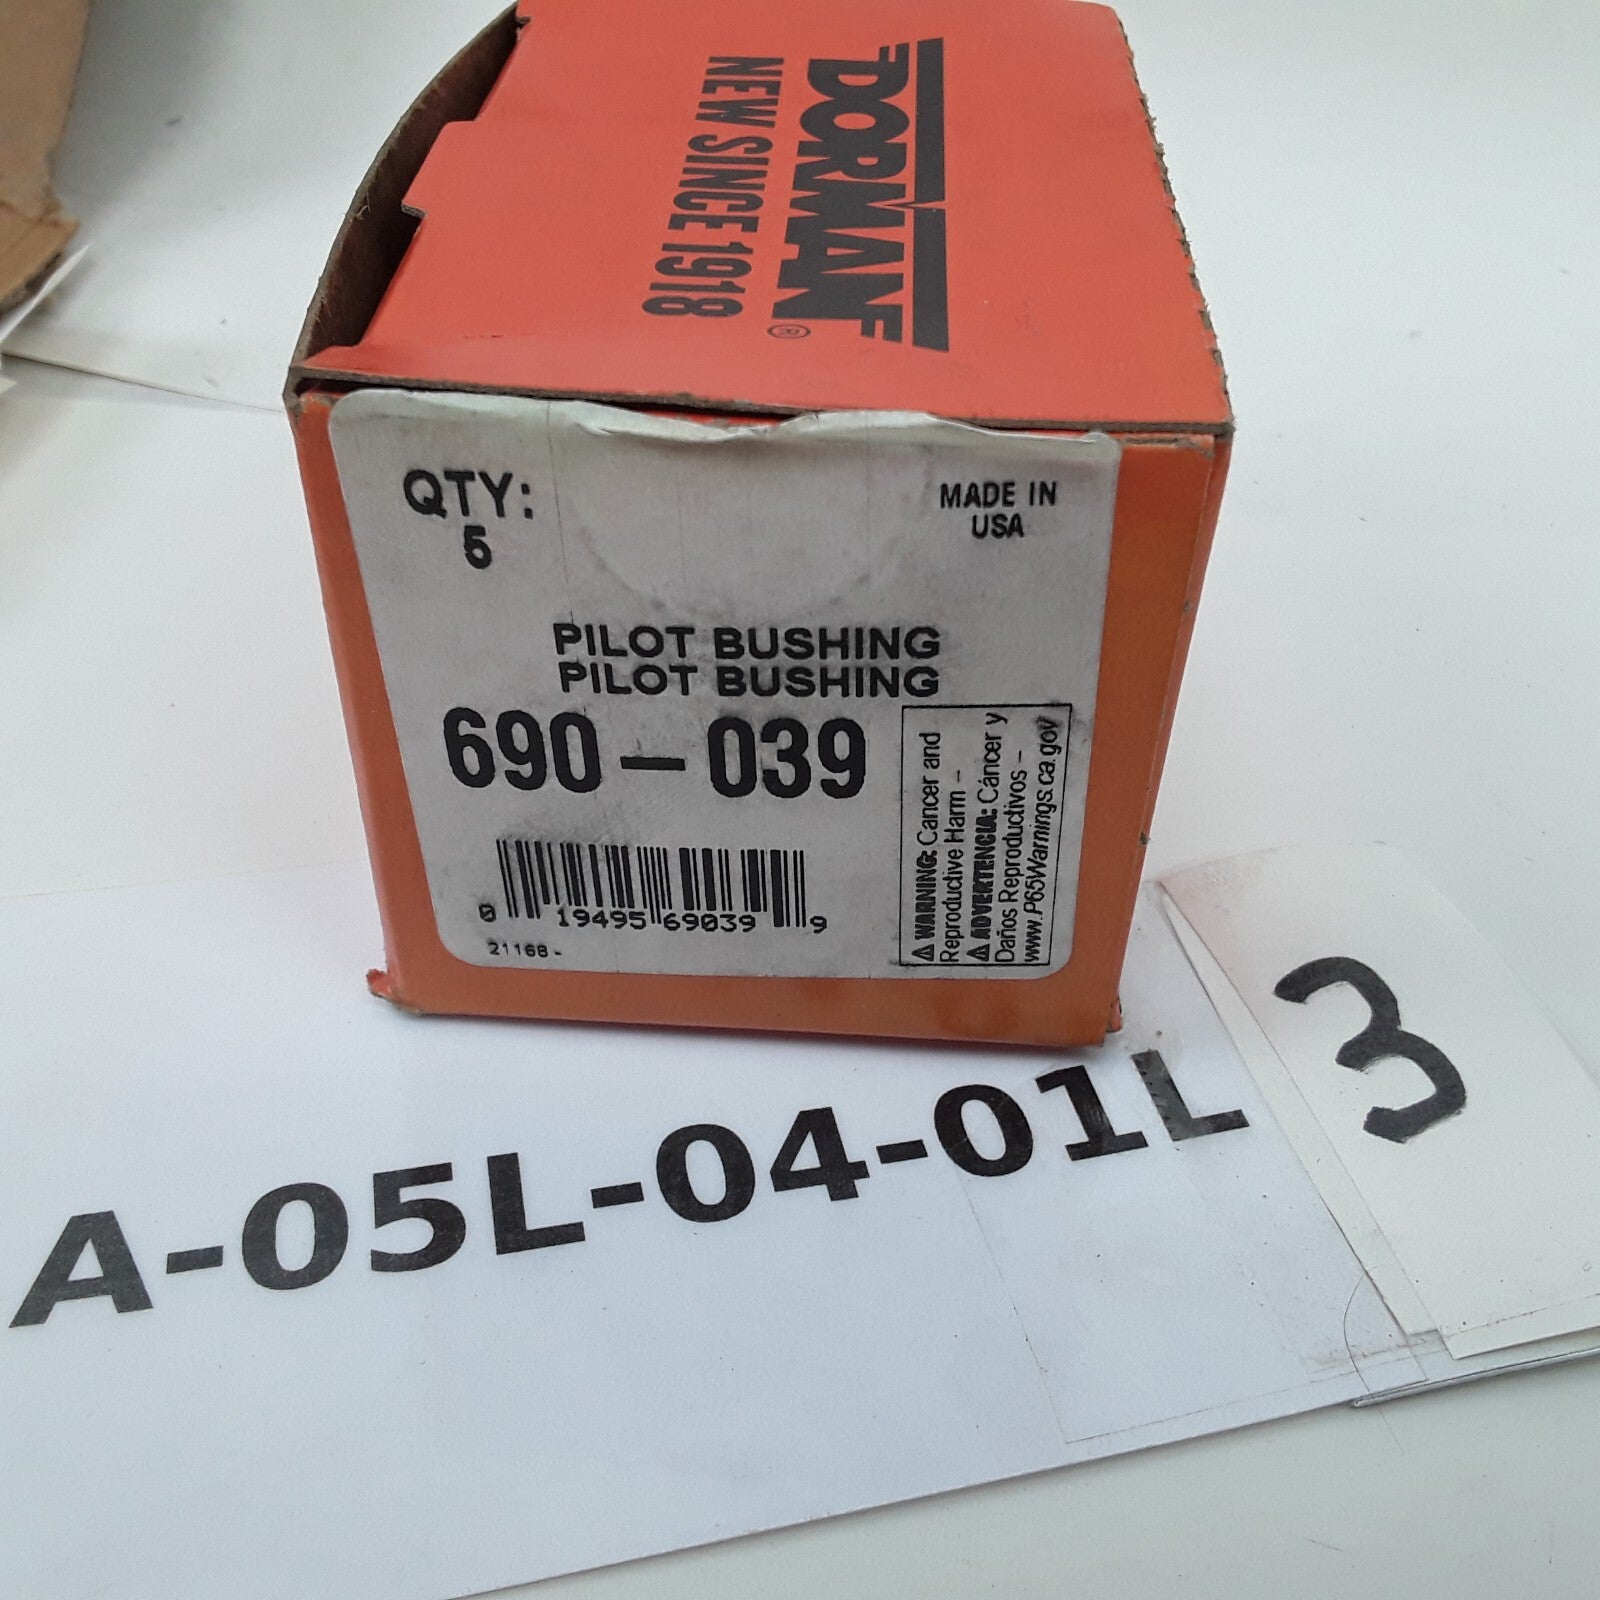 DORMAN®
NEW SINCE 1918
QTY:
5
MADE IN
USA
PILOT BUSHING
PILOT BUSHING
690-039
⚠ WARNING: Cancer and
Reproductive Harm -
⚠ ADVERTENCIA: Cáncer y
Daños Reproductivos -
www.P65Warnings.ca.gov
0 19495 69039 9
21168-
A-05L-04-01L
3